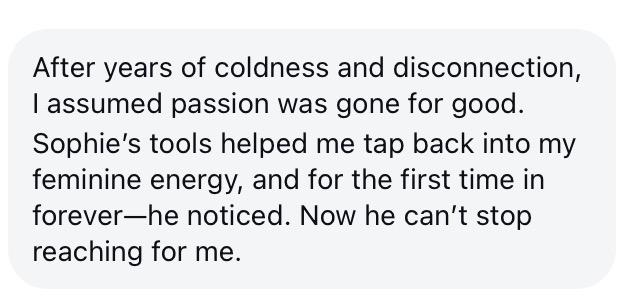 After years of coldness and disconnection,
I assumed passion was gone for good.
Sophie’s tools helped me tap back into my
feminine energy, and for the first time in
forever—he noticed. Now he can’t stop
reaching for me.